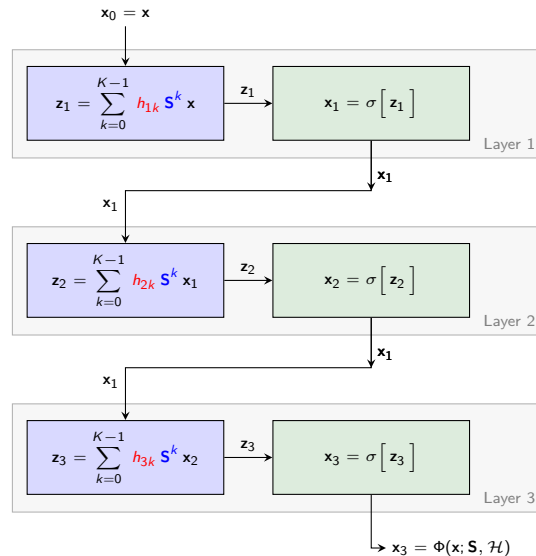 x₀ = x
z₁ = ∑_{k=0}^{K−1} h₁ₖ Sᵏ x
z₁
x₁ = σ[ z₁ ]
Layer 1
x₁
x₁
z₂ = ∑_{k=0}^{K−1} h₂ₖ Sᵏ x₁
z₂
x₂ = σ[ z₂ ]
Layer 2
x₁
x₁
z₃ = ∑_{k=0}^{K−1} h₃ₖ Sᵏ x₂
z₃
x₃ = σ[ z₃ ]
Layer 3
x₃ = Φ(x; S, ℋ)